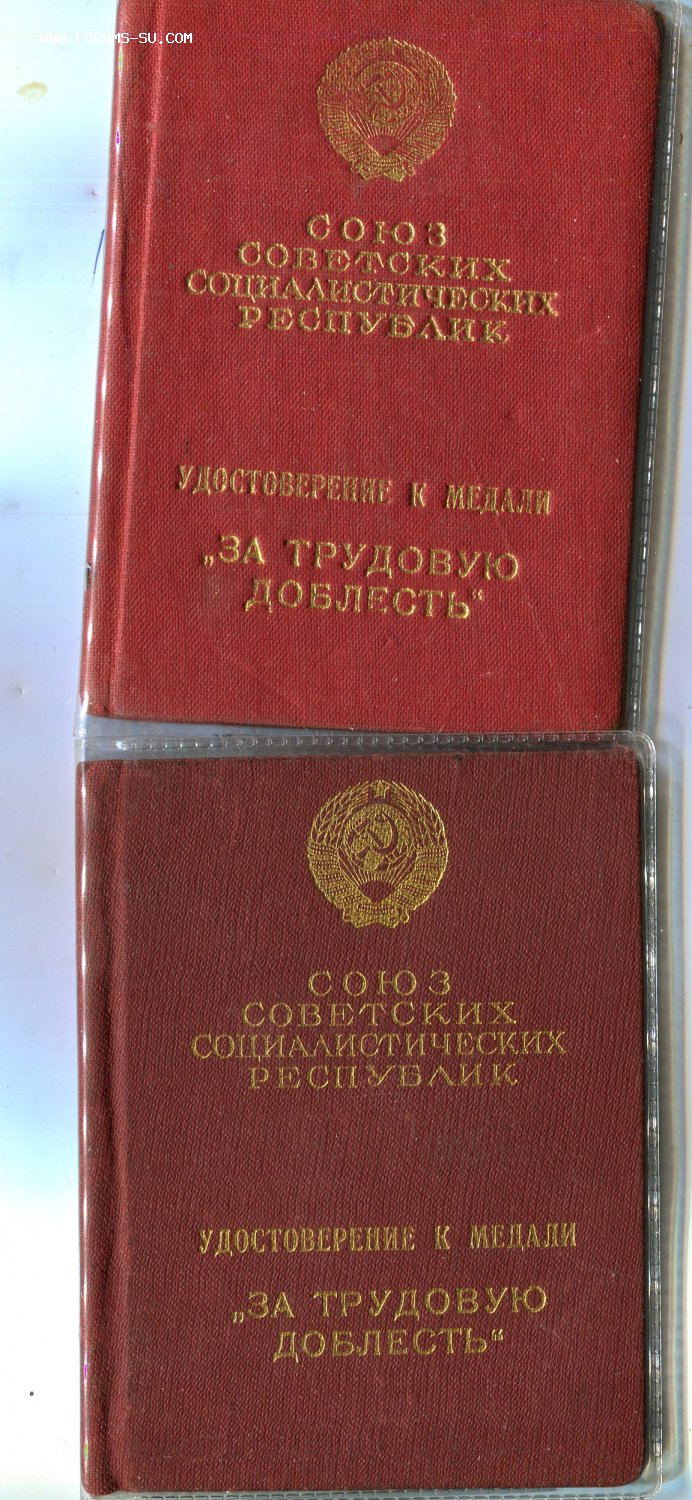 WWW.FORUMS-SU.COM
СОЮЗ
СОВЕТСКИХ
СОЦИАЛИСТИЧЕСКИХ
РЕСПУБЛИК
УДОСТОВЕРЕНИЕ К МЕДАЛИ
„ЗА ТРУДОВУЮ
ДОБЛЕСТЬ“
СОЮЗ
СОВЕТСКИХ
СОЦИАЛИСТИЧЕСКИХ
РЕСПУБЛИК
УДОСТОВЕРЕНИЕ К МЕДАЛИ
„ЗА ТРУДОВУЮ
ДОБЛЕСТЬ“